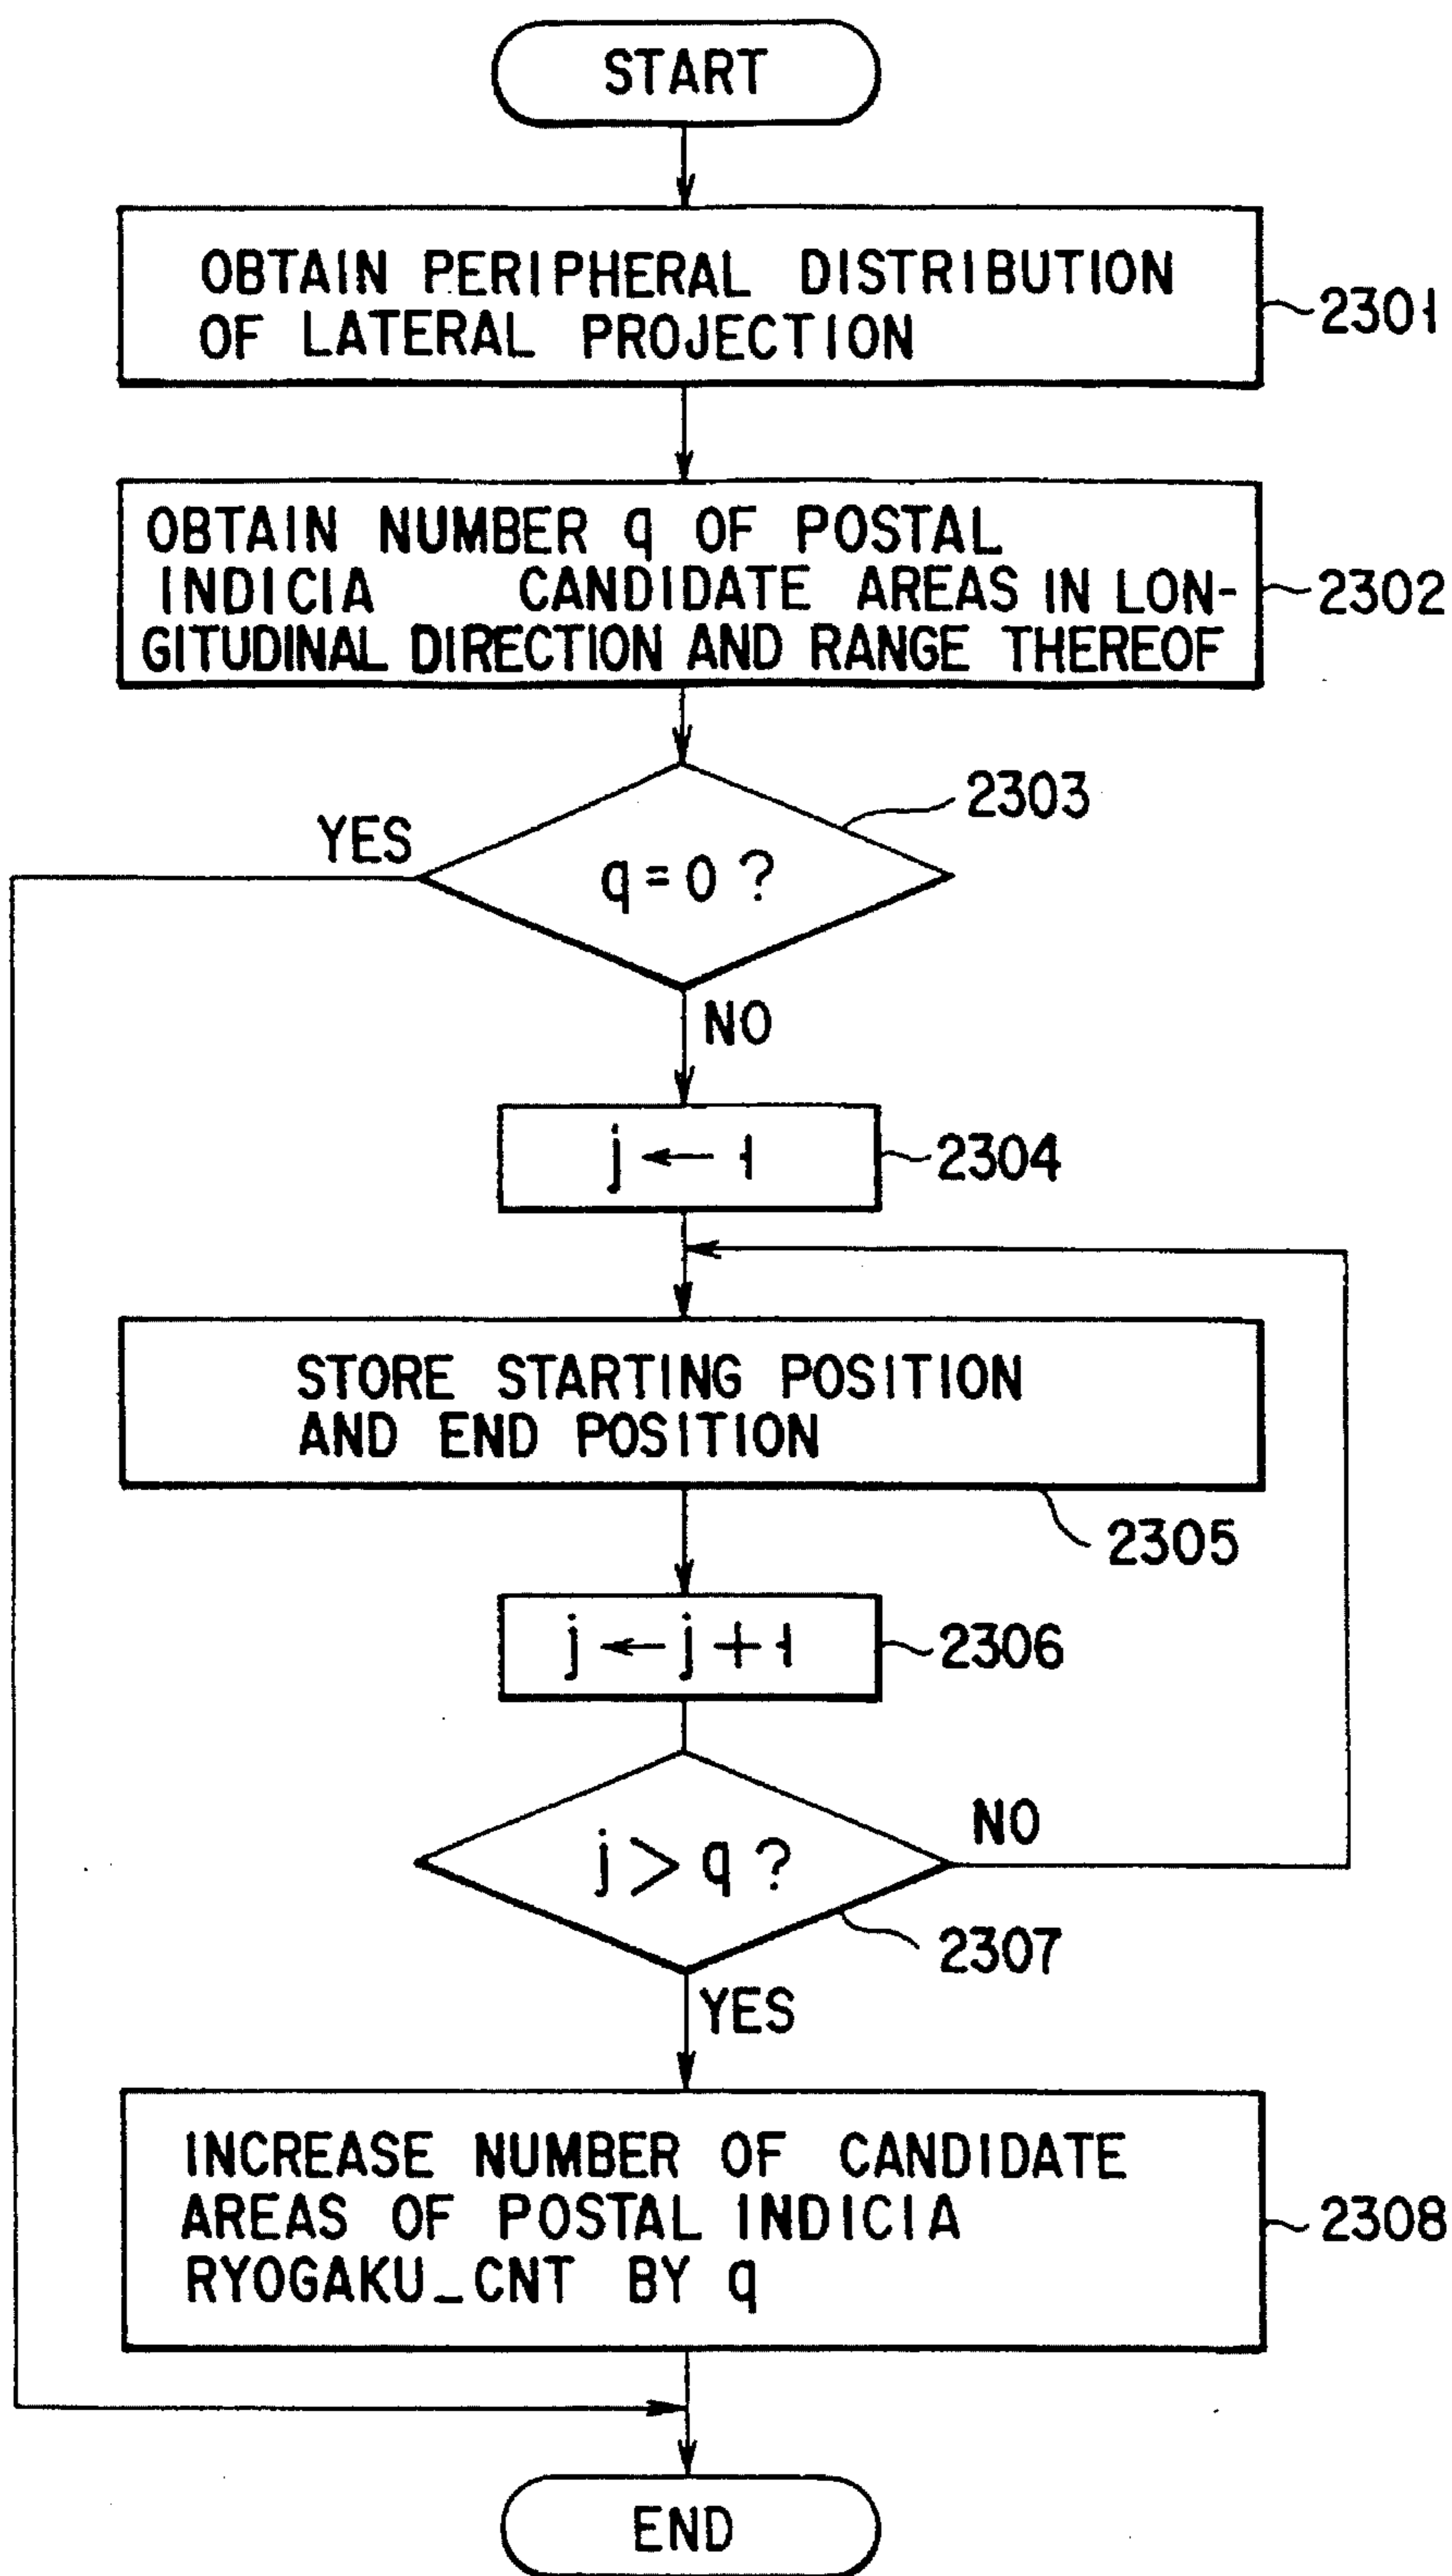 START
OBTAIN PERIPHERAL DISTRIBUTION
OF LATERAL PROJECTION
2301
OBTAIN NUMBER q OF POSTAL
INDICIA CANDIDATE AREAS IN LON-
GITUDINAL DIRECTION AND RANGE THEREOF
2302
2303
YES
q = 0 ?
NO
j ← 1
2304
STORE STARTING POSITION
AND END POSITION
2305
j ← j + 1
2306
j > q ?
NO
2307
YES
INCREASE NUMBER OF CANDIDATE
AREAS OF POSTAL INDICIA
RYOGAKU_CNT BY q
2308
END